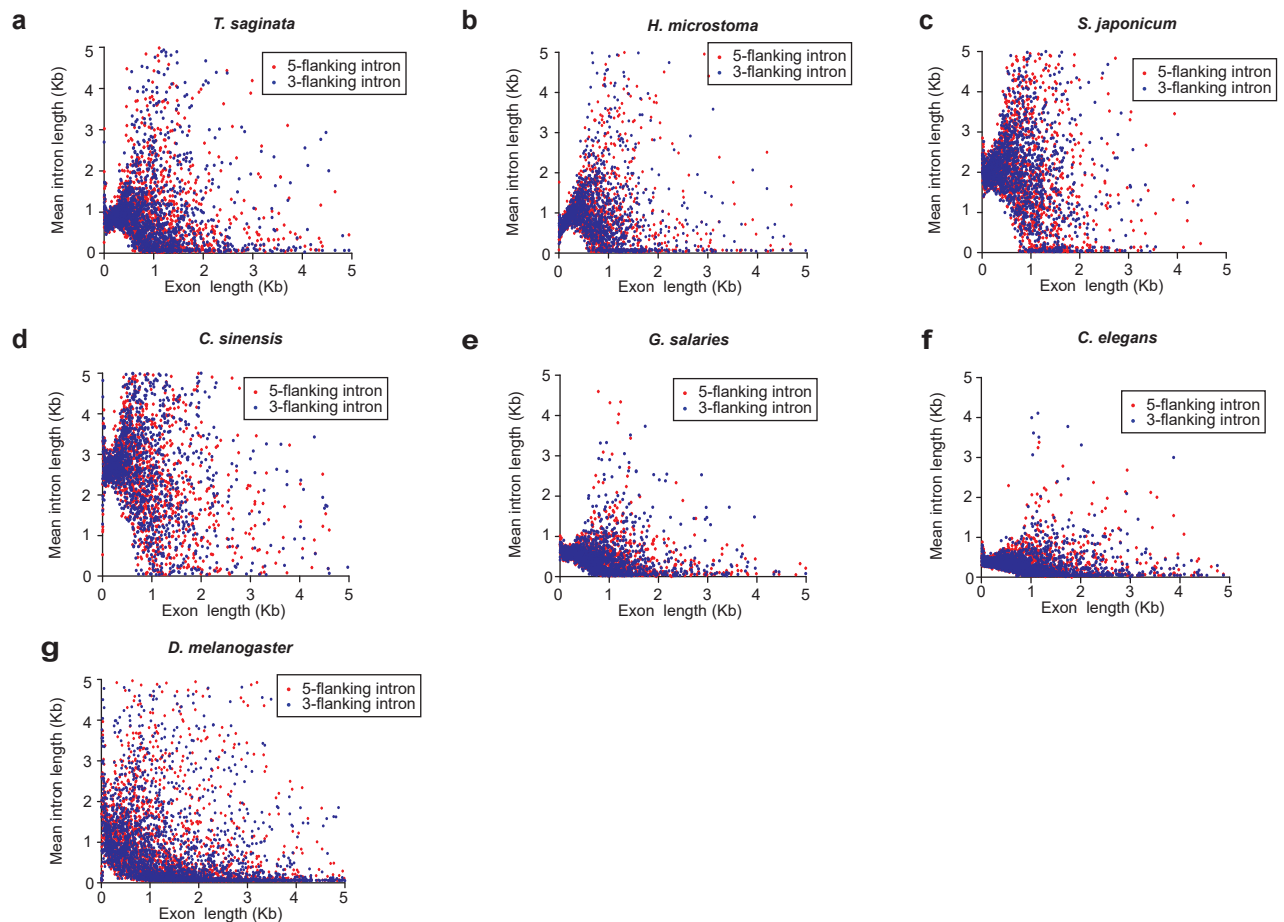 a
T. saginata
5
4
3
2
1
0
Mean intron length (Kb)
5-flanking intron
3-flanking intron
0 1 2 3 4 5
Exon length (Kb)
b
H. microstoma
5
4
3
2
1
0
Mean intron length (Kb)
5-flanking intron
3-flanking intron
0 1 2 3 4 5
Exon length (Kb)
c
S. japonicum
5
4
3
2
1
0
Mean intron length (Kb)
5-flanking intron
3-flanking intron
0 1 2 3 4 5
Exon length (Kb)
d
C. sinensis
5
4
3
2
1
0
Mean intron length (Kb)
5-flanking intron
3-flanking intron
0 1 2 3 4 5
Exon length (Kb)
e
G. salaries
5
4
3
2
1
0
Mean intron length (Kb)
5-flanking intron
3-flanking intron
0 1 2 3 4 5
Exon length (Kb)
f
C. elegans
5
4
3
2
1
0
Mean intron length (Kb)
5-flanking intron
3-flanking intron
0 1 2 3 4 5
Exon length (Kb)
g
D. melanogaster
5
4
3
2
1
0
Mean intron length (Kb)
5-flanking intron
3-flanking intron
0 1 2 3 4 5
Exon length (Kb)